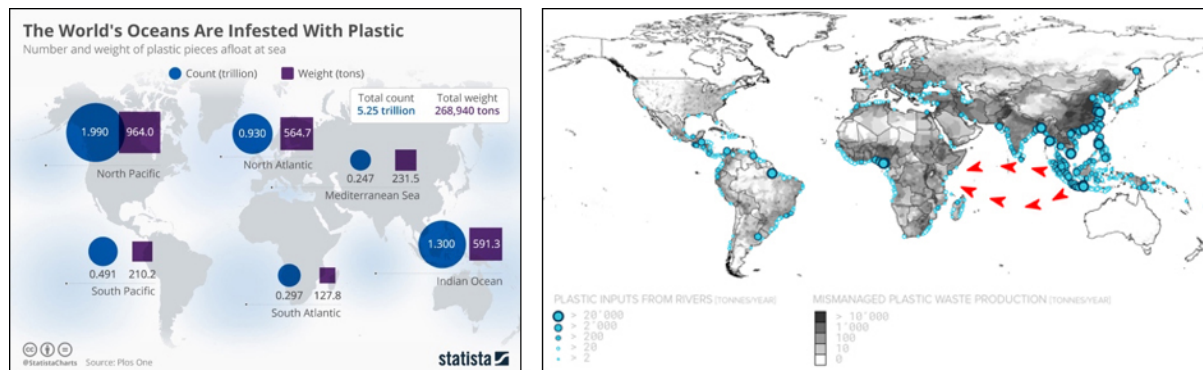 The World's Oceans Are Infested With Plastic
Number and weight of plastic pieces afloat at sea
Count (trillion) Weight (tons)
Total count Total weight
5.25 trillion 268,940 tons
1.990 964.0
North Pacific
0.930 564.7
North Atlantic
0.247 231.5
Mediterranean Sea
1.300 591.3
Indian Ocean
0.491 210.2
South Pacific
0.297 127.8
South Atlantic
@StatistaCharts Source: Plos One
statista
PLASTIC INPUTS FROM RIVERS [TONNES/YEAR]
> 20'000
> 2'000
> 200
> 20
> 2
MISMANAGED PLASTIC WASTE PRODUCTION [TONNES/YEAR]
> 10'000
1'000
100
10
0